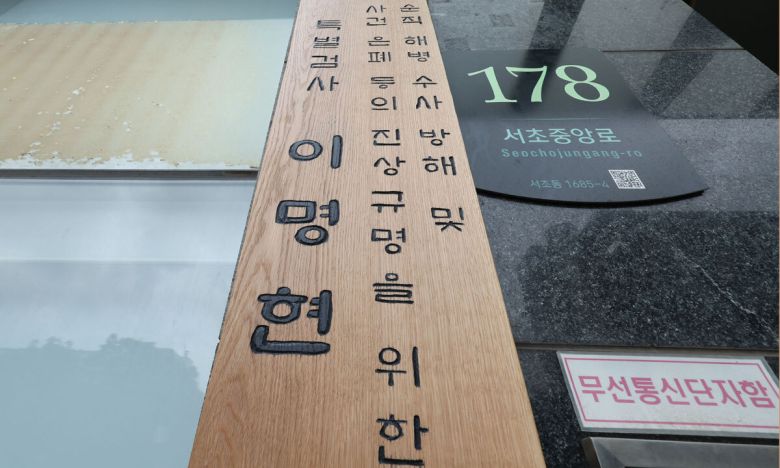 순직 해병 수사 방해 및
사건 은폐 등의 진상 규명을 위한
특별검사 이명현
178
서초중앙로
Seochojungang-ro
서초동 1685-4
무선통신단자함